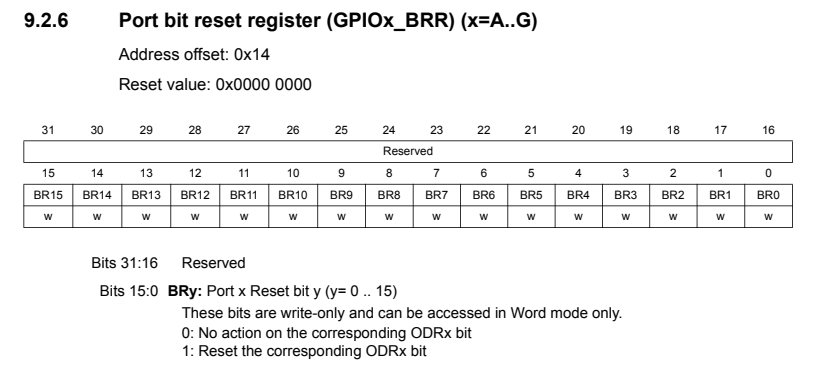 9.2.6 Port bit reset register (GPIOx_BRR) (x=A..G)
Address offset: 0x14
Reset value: 0x0000 0000
31 30 29 28 27 26 25 24 23 22 21 20 19 18 17 16
Reserved
15 14 13 12 11 10 9 8 7 6 5 4 3 2 1 0
BR15 BR14 BR13 BR12 BR11 BR10 BR9 BR8 BR7 BR6 BR5 BR4 BR3 BR2 BR1 BR0
w w w w w w w w w w w w w w w w
Bits 31:16 Reserved
Bits 15:0 BRy: Port x Reset bit y (y= 0 .. 15)
These bits are write-only and can be accessed in Word mode only.
0: No action on the corresponding ODRx bit
1: Reset the corresponding ODRx bit